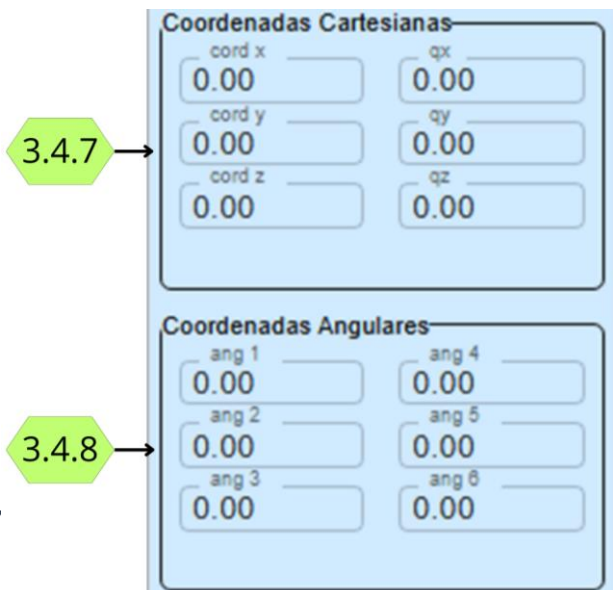 Coordenadas Cartesianas
cord x qx
0.00 0.00
cord y qy
3.4.7 0.00 0.00
cord z qz
0.00 0.00
Coordenadas Angulares
ang 1 ang 4
0.00 0.00
ang 2 ang 5
3.4.8 0.00 0.00
ang 3 ang 6
0.00 0.00